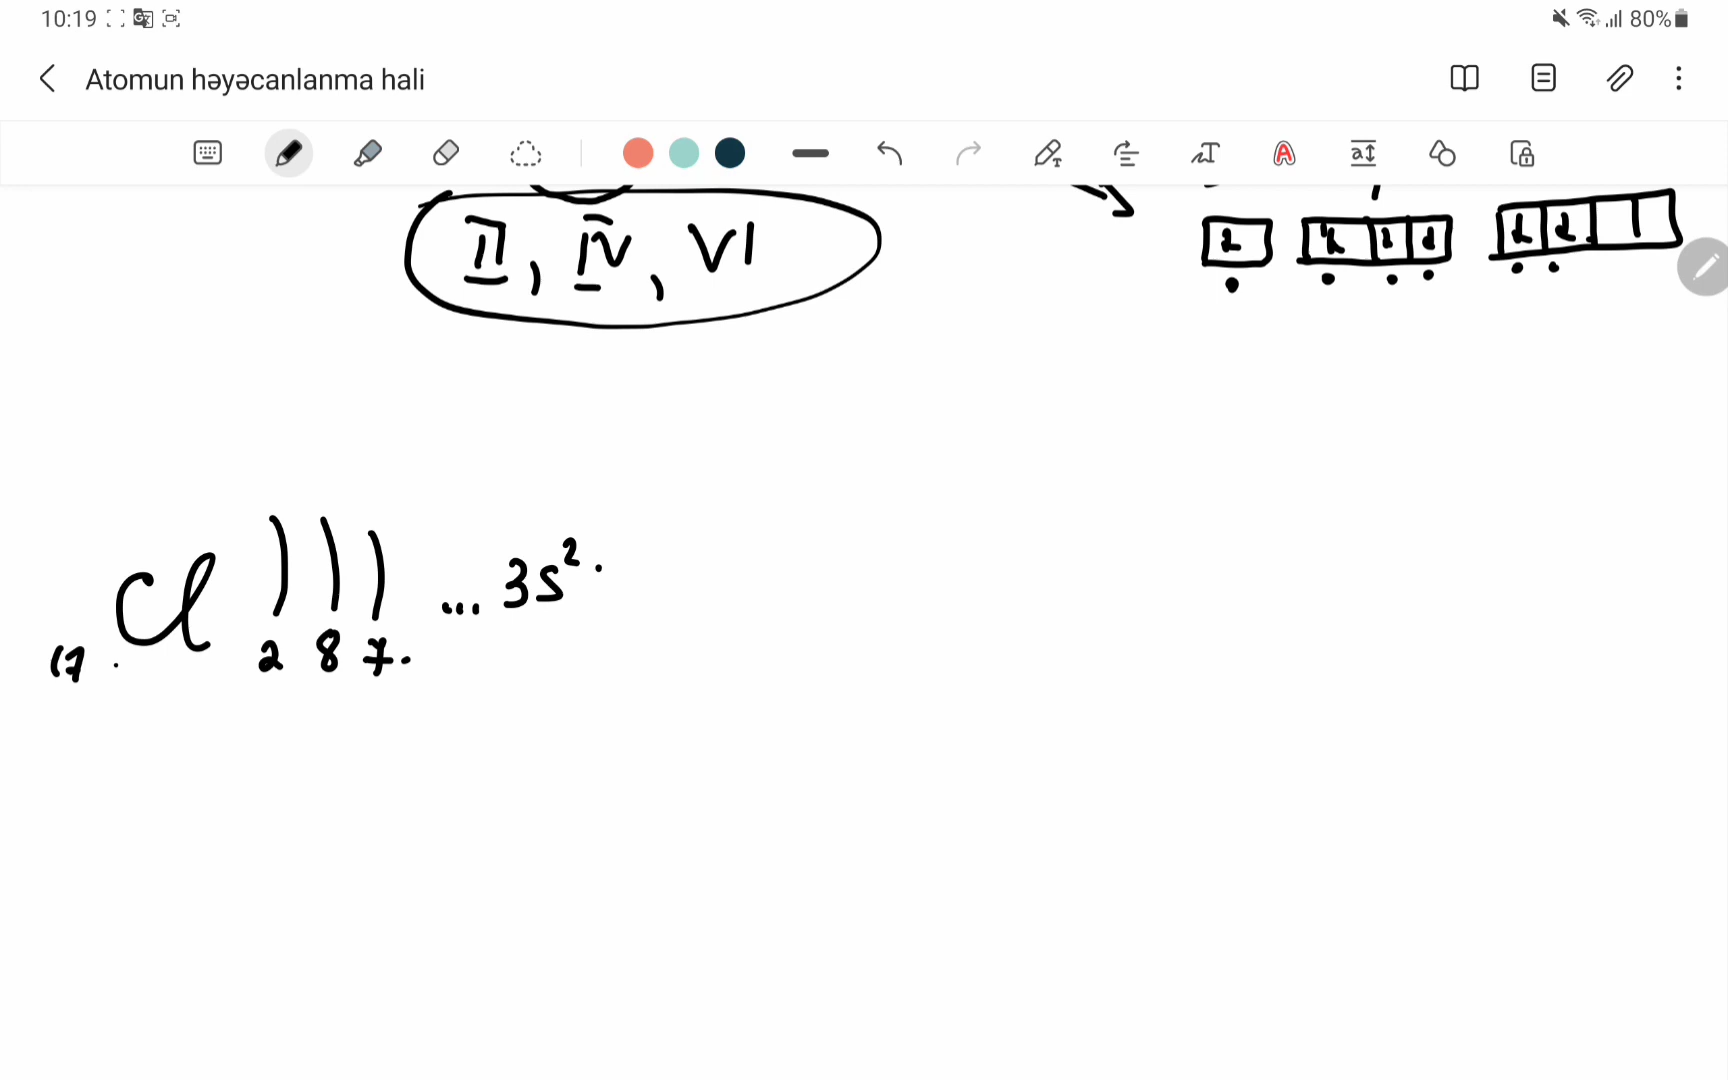 10:19 80%
Atomun həyəcanlanma hali
II, IV, VI
17 Cl ))) ... 3s²
2 8 7